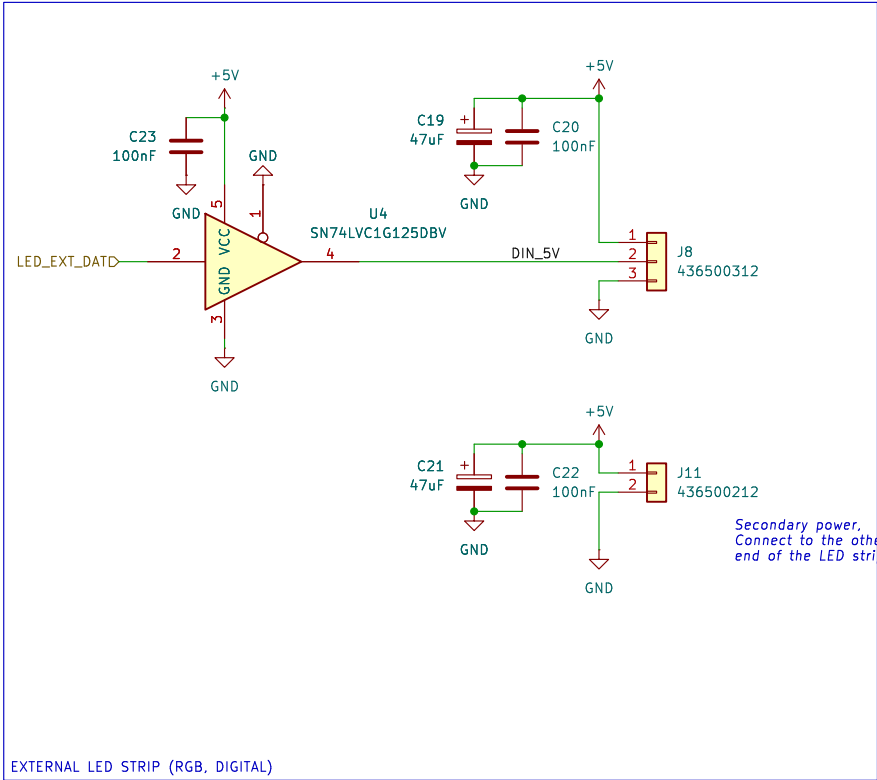 +5V
C23
100nF
GND
GND
5
1
VCC
GND
U4
SN74LVC1G125DBV
LED_EXT_DAT
2
4
3
GND
+5V
C19
47uF
+
C20
100nF
GND
DIN_5V
1
2
3
J8
436500312
GND
+5V
C21
47uF
+
C22
100nF
GND
1
2
J11
436500212
GND
Secondary power,
Connect to the
end of the LED
EXTERNAL LED STRIP (RGB, DIGITAL)